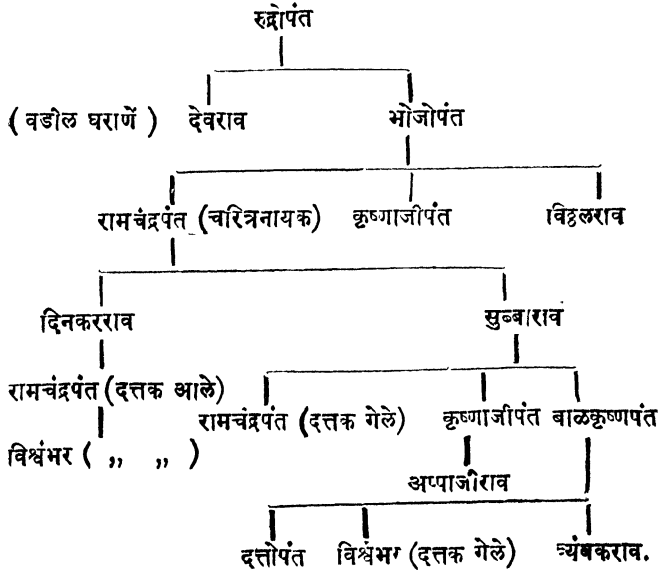 रुद्रोपंत
( वडील घराणें ) देवराव भोजोपंत
रामचंद्रपंत (चरित्रनायक) कृष्णाजीपंत विठ्ठलराव
दिनकरराव सुब्बाराव
रामचंद्रपंत (दत्तक आले)
रामचंद्रपंत (दत्तक गेले) कृष्णाजीपंत बाळकृष्णपंत
विश्वंभर ( ,, ,, )
अप्पाजीराव
दत्तोपंत विश्वंभर (दत्तक गेले) त्र्यंबकराव.